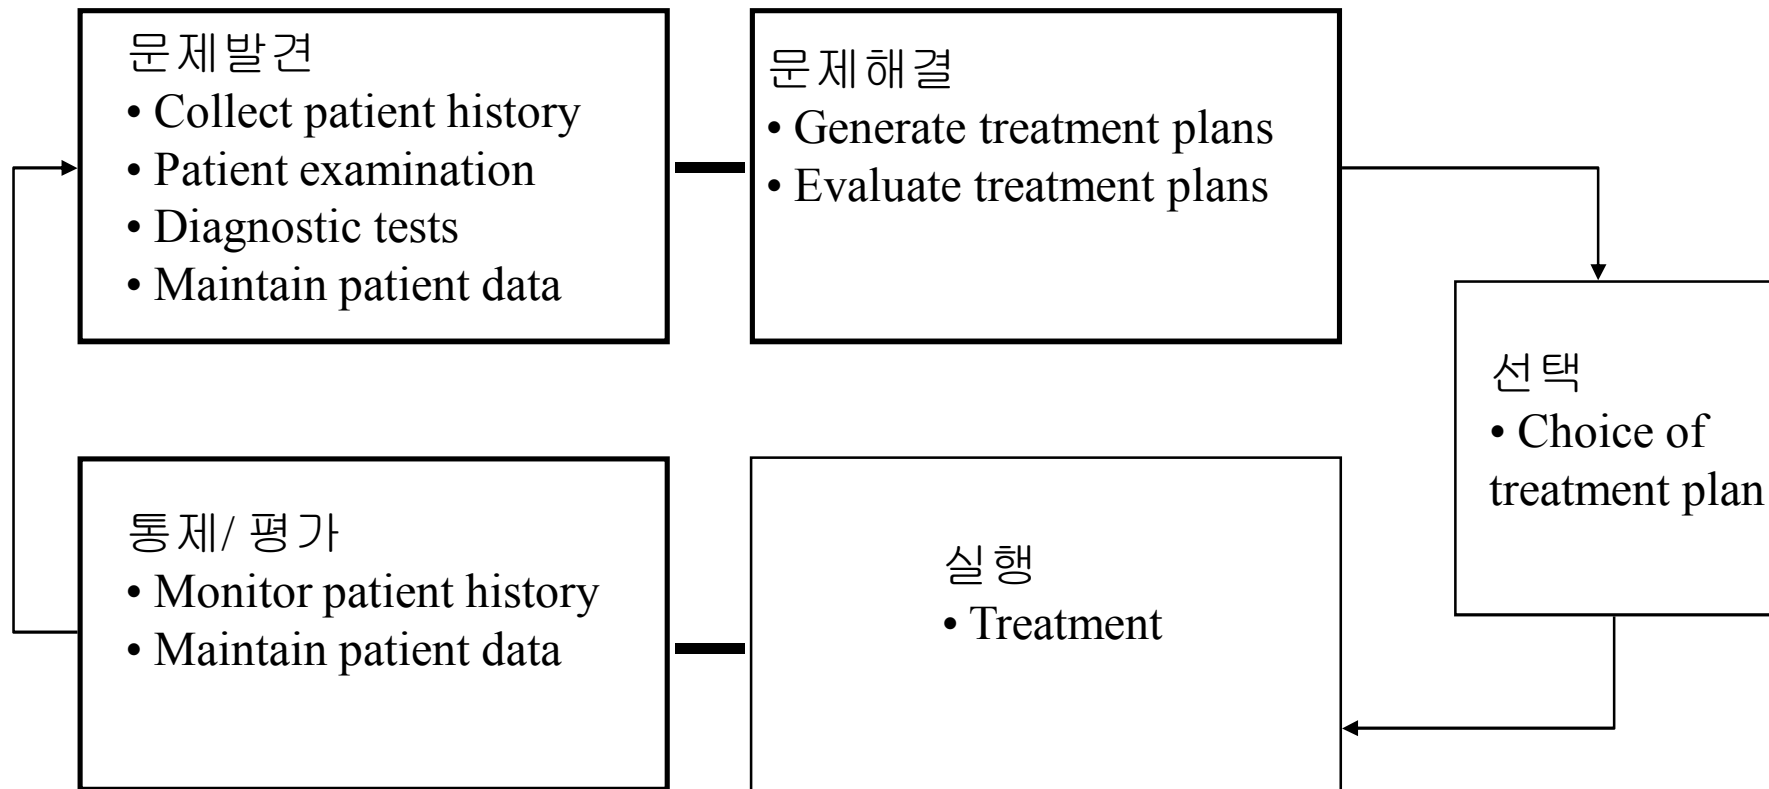 문제발견
• Collect patient history
• Patient examination
• Diagnostic tests
• Maintain patient data
문제해결
• Generate treatment plans
• Evaluate treatment plans
선택
• Choice of
treatment plan
실행
• Treatment
통제/ 평가
• Monitor patient history
• Maintain patient data